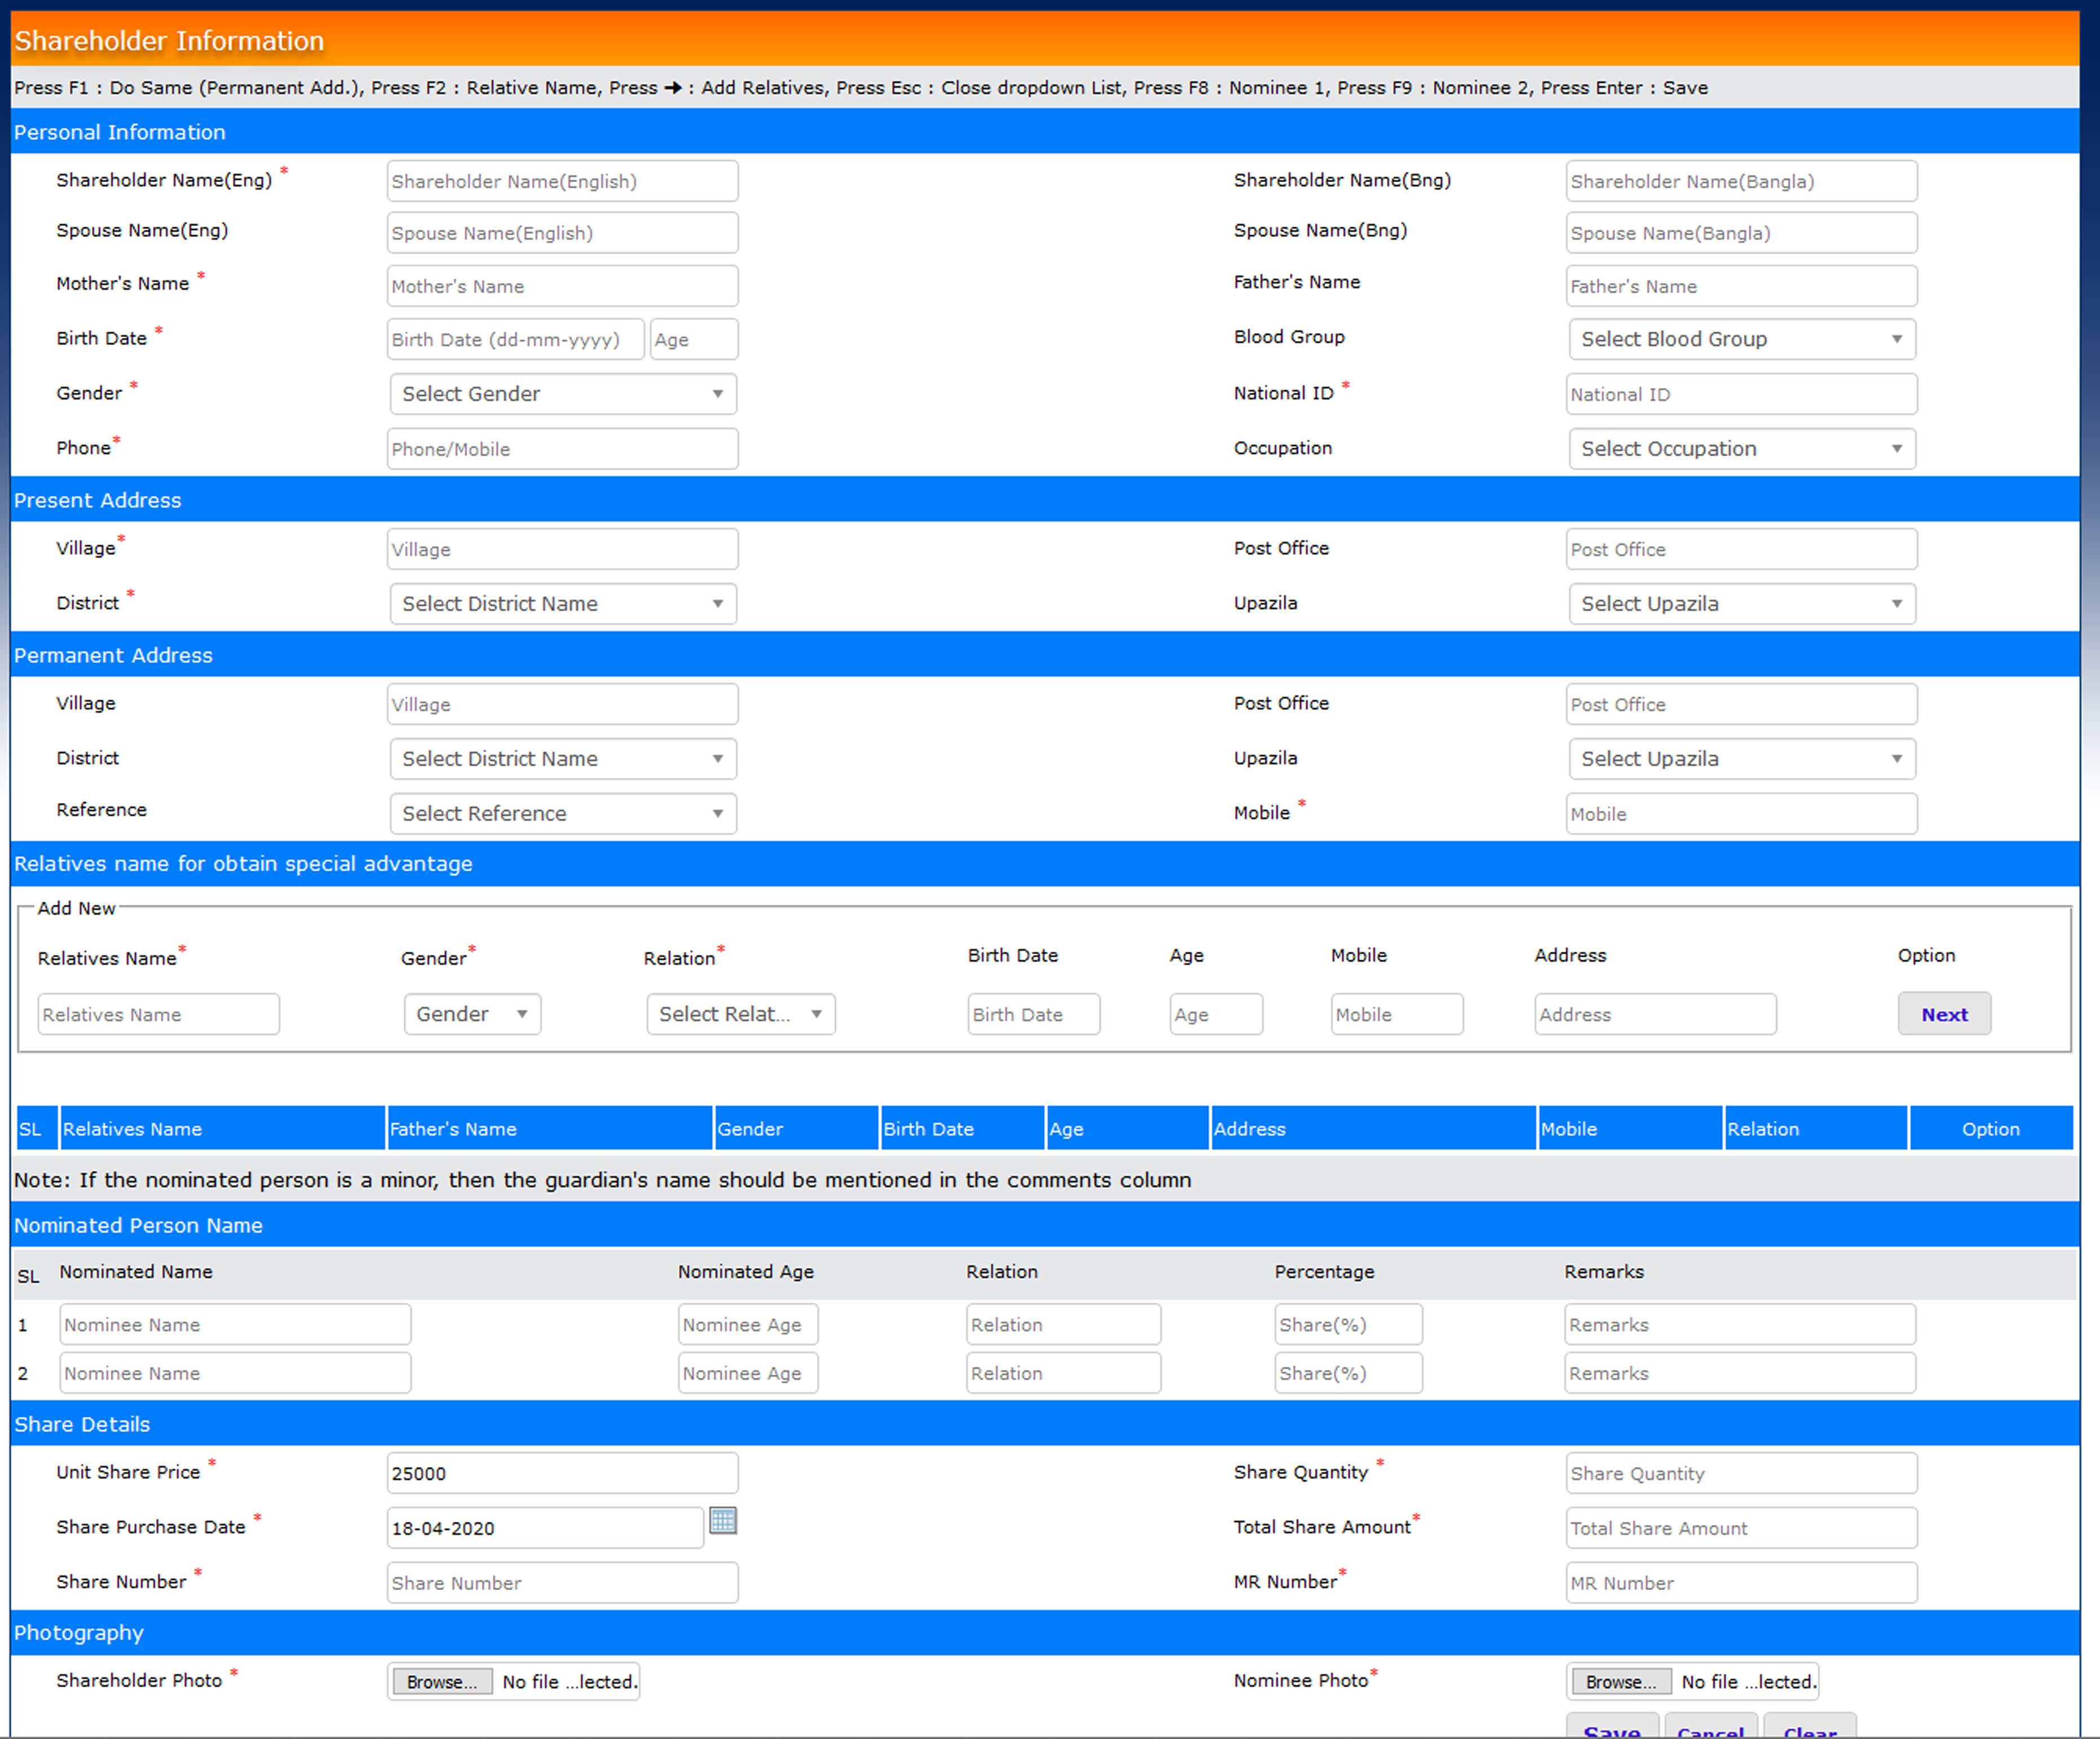 Shareholder Information
Press F1 : Do Same (Permanent Add.), Press F2 : Relative Name, Press ➔ : Add Relatives, Press Esc : Close dropdown List, Press F8 : Nominee 1, Press F9 : Nominee 2, Press Enter : Save
Personal Information
Shareholder Name(Eng) * Shareholder Name(English) Shareholder Name(Bng) Shareholder Name(Bangla)
Spouse Name(Eng) Spouse Name(English) Spouse Name(Bng) Spouse Name(Bangla)
Mother's Name * Mother's Name Father's Name Father's Name
Birth Date * Birth Date (dd-mm-yyyy) Age Blood Group Select Blood Group
Gender * Select Gender National ID * National ID
Phone* Phone/Mobile Occupation Select Occupation
Present Address
Village* Village Post Office Post Office
District * Select District Name Upazila Select Upazila
Permanent Address
Village Village Post Office Post Office
District Select District Name Upazila Select Upazila
Reference Select Reference Mobile * Mobile
Relatives name for obtain special advantage
Add New
Relatives Name* Gender* Relation* Birth Date Age Mobile Address Option
Relatives Name Gender Select Relat... Birth Date Age Mobile Address Next
SL Relatives Name Father's Name Gender Birth Date Age Address Mobile Relation Option
Note: If the nominated person is a minor, then the guardian's name should be mentioned in the comments column
Nominated Person Name
SL Nominated Name Nominated Age Relation Percentage Remarks
1 Nominee Name Nominee Age Relation Share(%) Remarks
2 Nominee Name Nominee Age Relation Share(%) Remarks
Share Details
Unit Share Price * 25000 Share Quantity * Share Quantity
Share Purchase Date * 18-04-2020 Total Share Amount* Total Share Amount
Share Number * Share Number MR Number* MR Number
Photography
Shareholder Photo * Browse... No file ...lected. Nominee Photo* Browse... No file ...lected.
Save Cancel Clear